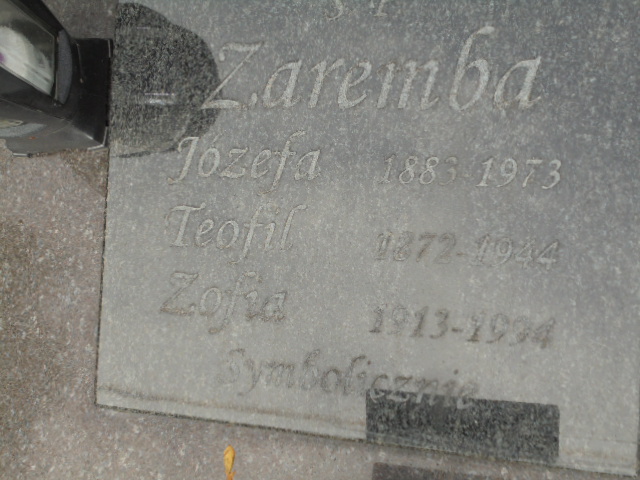 Ś P
Zaremba
Józefa 1883-1973
Teofil 1872-1944
Zofia 1913-1994
Symbolicznie